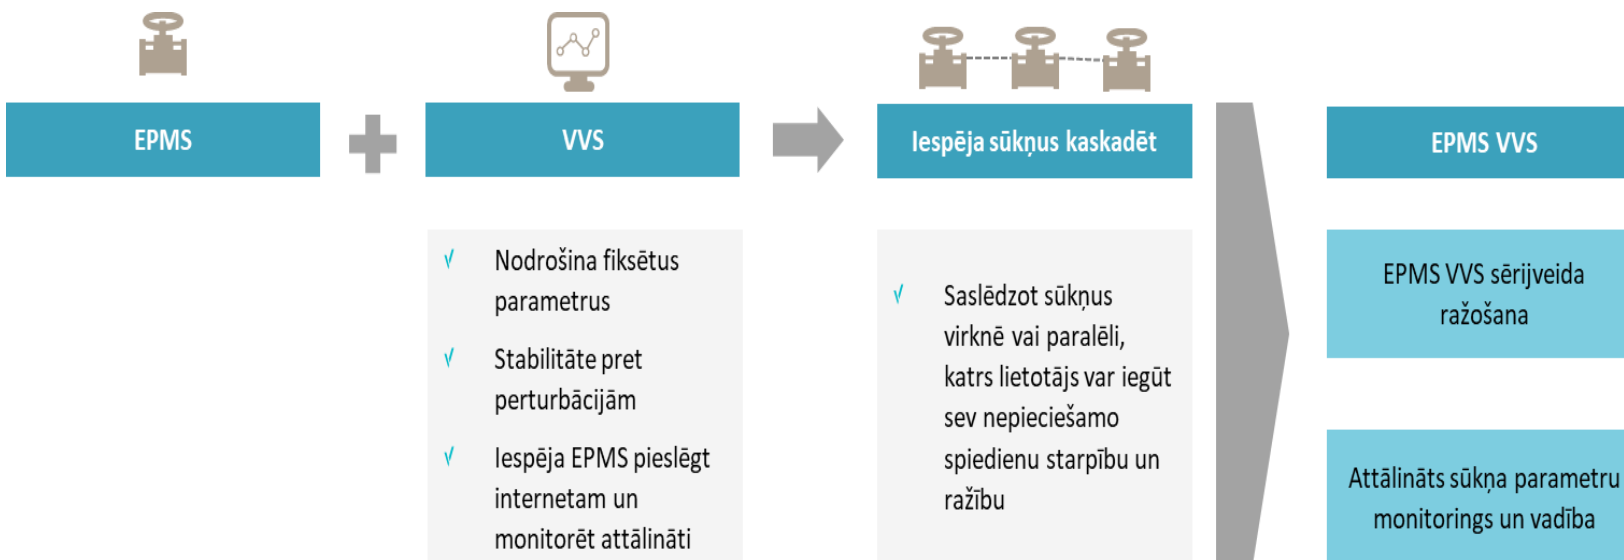 EPMS
VVS
Iespēja sūkņus kaskadēt
EPMS VVS
√ Nodrošina fiksētus
parametrus
√ Stabilitāte pret
perturbācijām
√ Iespēja EPMS pieslēgt
internetam un
monitorēt attālināti
√ Saslēdzot sūkņus
virknē vai paralēli,
katrs lietotājs var iegūt
sev nepieciešamo
spiedienu starpību un
ražību
EPMS VVS sērijveida
ražošana
Attālināts sūkņa parametru
monitorings un vadība